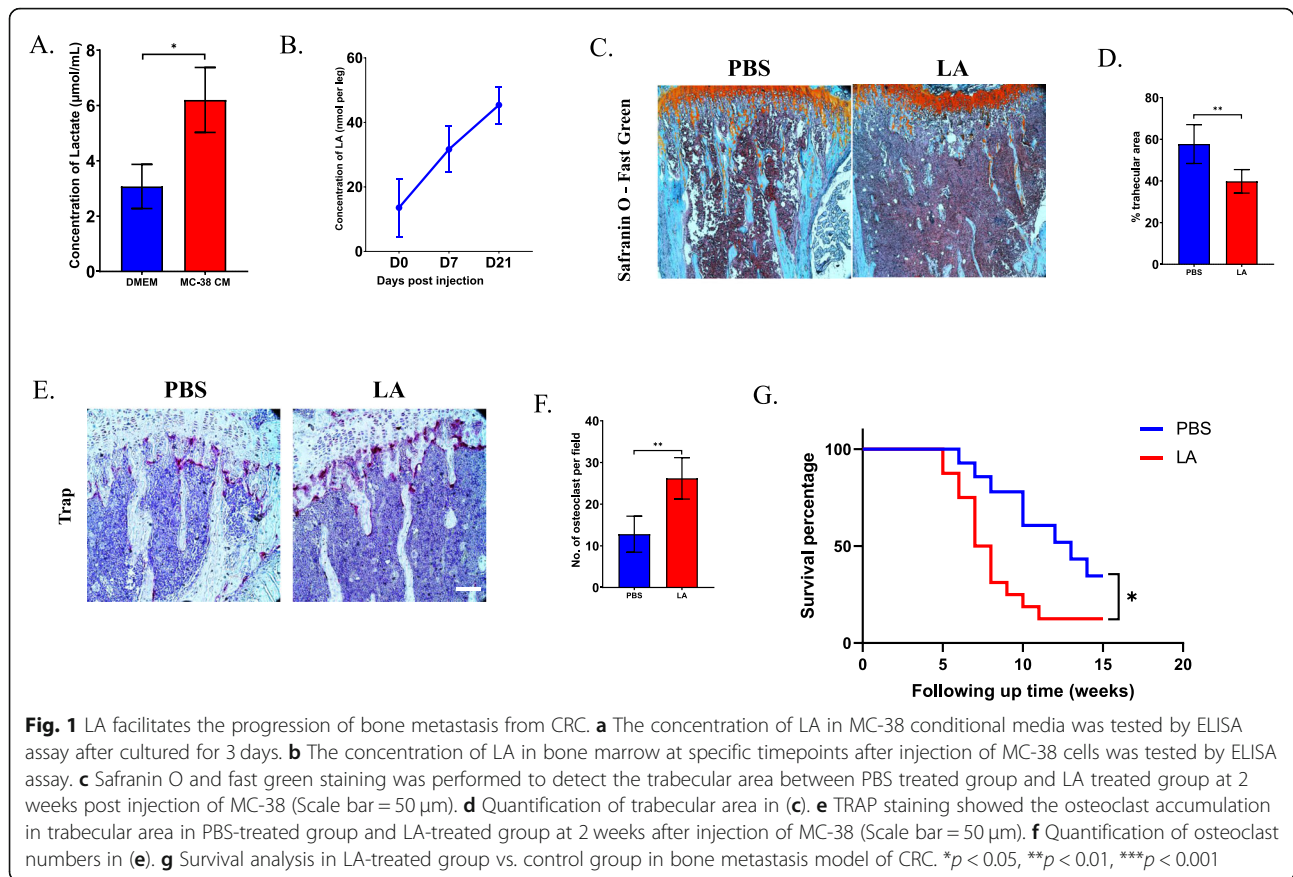 A.
*
Concentration of Lactate (µmol/mL)
8
6
4
2
0
DMEM
MC-38 CM
B.
Concentration of LA (nmol per leg)
60
40
20
0
D0
D7
D21
Days post injection
C.
PBS
LA
Safranin O – Fast Green
D.
**
% trahecular area
80
60
40
20
0
PBS
LA
E.
PBS
LA
Trap
F.
**
No. of osteoclast per field
40
30
20
10
0
PBS
LA
G.
PBS
LA
Survival percentage
100
50
0
*
0
5
10
15
20
Following up time (weeks)
Fig. 1 LA facilitates the progression of bone metastasis from CRC. a The concentration of LA in MC-38 conditional media was tested by ELISA
assay after cultured for 3 days. b The concentration of LA in bone marrow at specific timepoints after injection of MC-38 cells was tested by ELISA
assay. c Safranin O and fast green staining was performed to detect the trabecular area between PBS treated group and LA treated group at 2
weeks post injection of MC-38 (Scale bar = 50 µm). d Quantification of trabecular area in (c). e TRAP staining showed the osteoclast accumulation
in trabecular area in PBS-treated group and LA-treated group at 2 weeks after injection of MC-38 (Scale bar = 50 µm). f Quantification of osteoclast
numbers in (e). g Survival analysis in LA-treated group vs. control group in bone metastasis model of CRC. *p < 0.05, **p < 0.01, ***p < 0.001